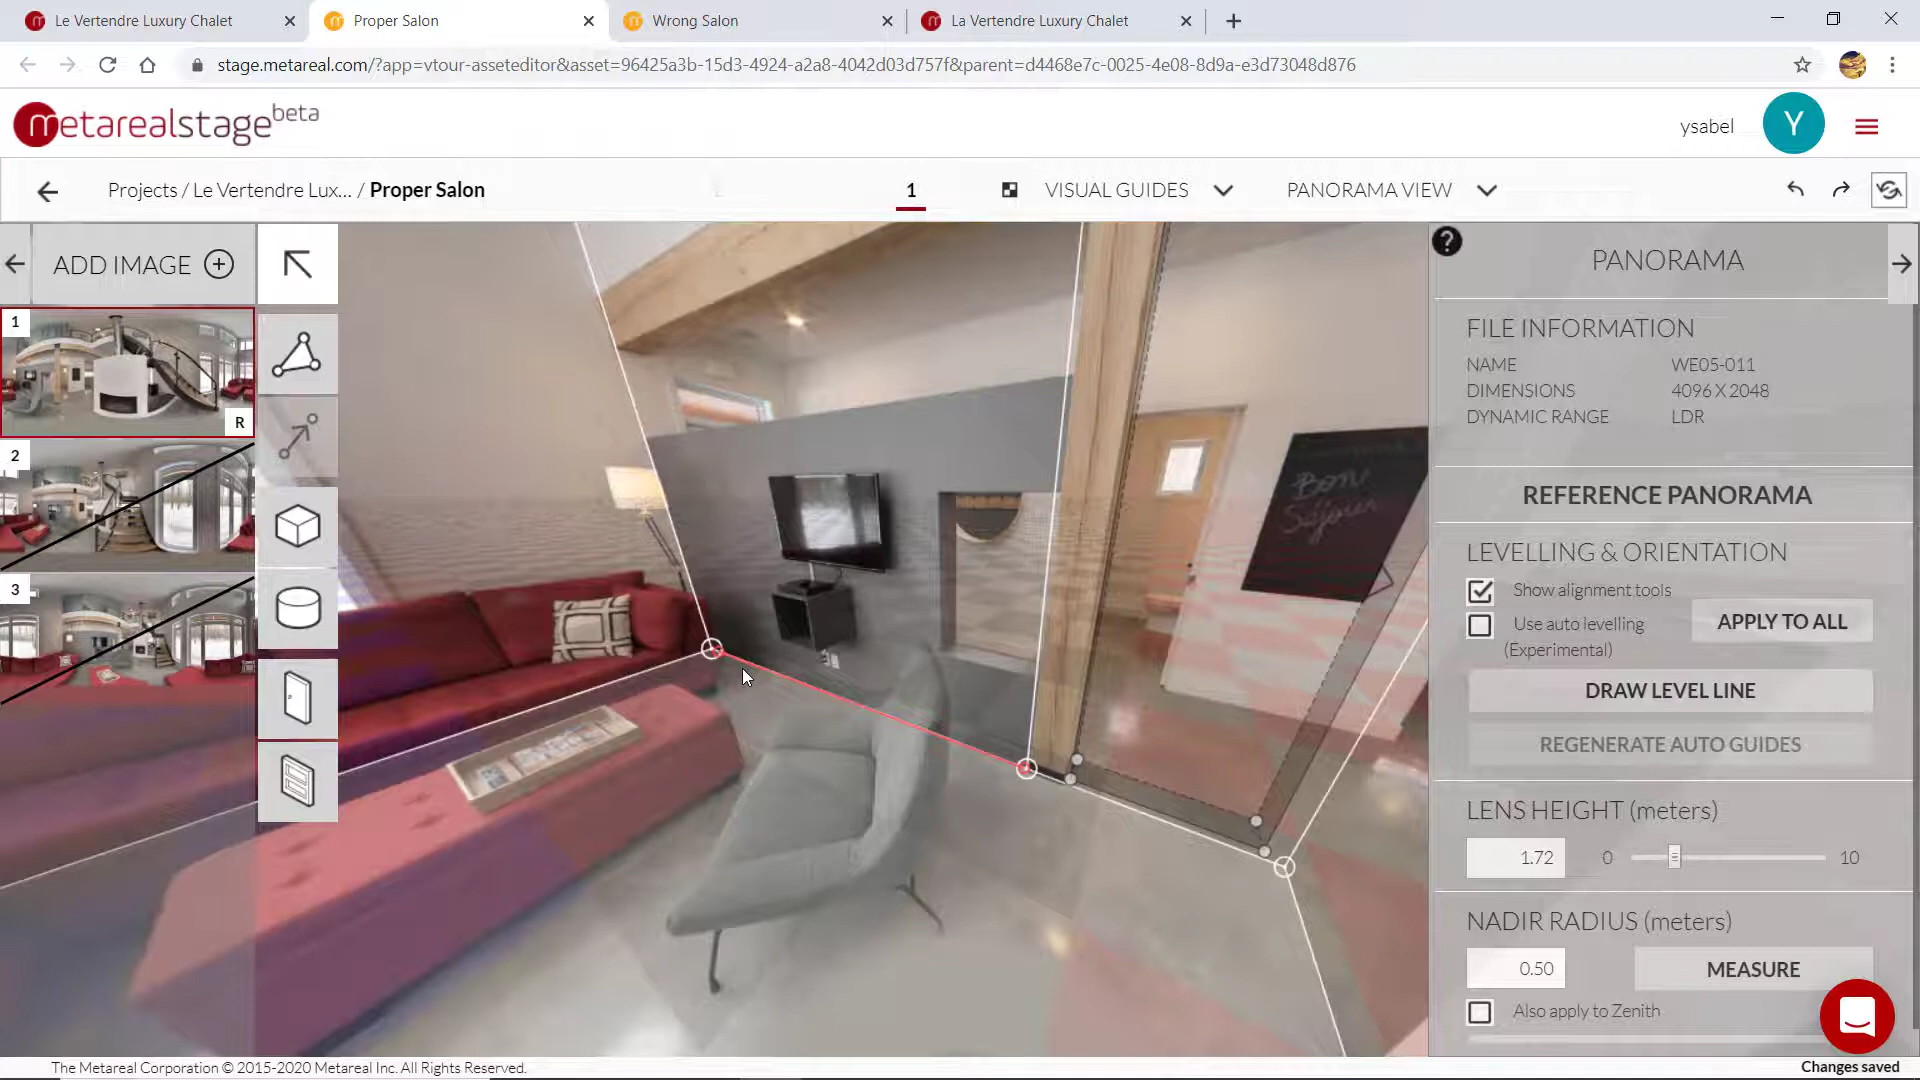 Le Vertendre Luxury Chalet
Proper Salon
Wrong Salon
La Vertendre Luxury Chalet
stage.metareal.com/?app=vtour-asseteditor&asset=96425a3b-15d3-4924-a2a8-4042d03d757f&parent=d4468e7c-0025-4e08-8d9a-e3d73048d876
metarealstage beta
ysabel
Y
Projects / Le Vertendre Lux... / Proper Salon
1
VISUAL GUIDES
PANORAMA VIEW
ADD IMAGE
1
R
2
3
Bon
Séjour
?
PANORAMA
FILE INFORMATION
NAME WE05-011
DIMENSIONS 4096 X 2048
DYNAMIC RANGE LDR
REFERENCE PANORAMA
LEVELLING & ORIENTATION
Show alignment tools
Use auto levelling
(Experimental)
APPLY TO ALL
DRAW LEVEL LINE
REGENERATE AUTO GUIDES
LENS HEIGHT (meters)
1.72 0 10
NADIR RADIUS (meters)
0.50 MEASURE
Also apply to Zenith
The Metareal Corporation © 2015-2020 Metareal Inc. All Rights Reserved.
Changes saved